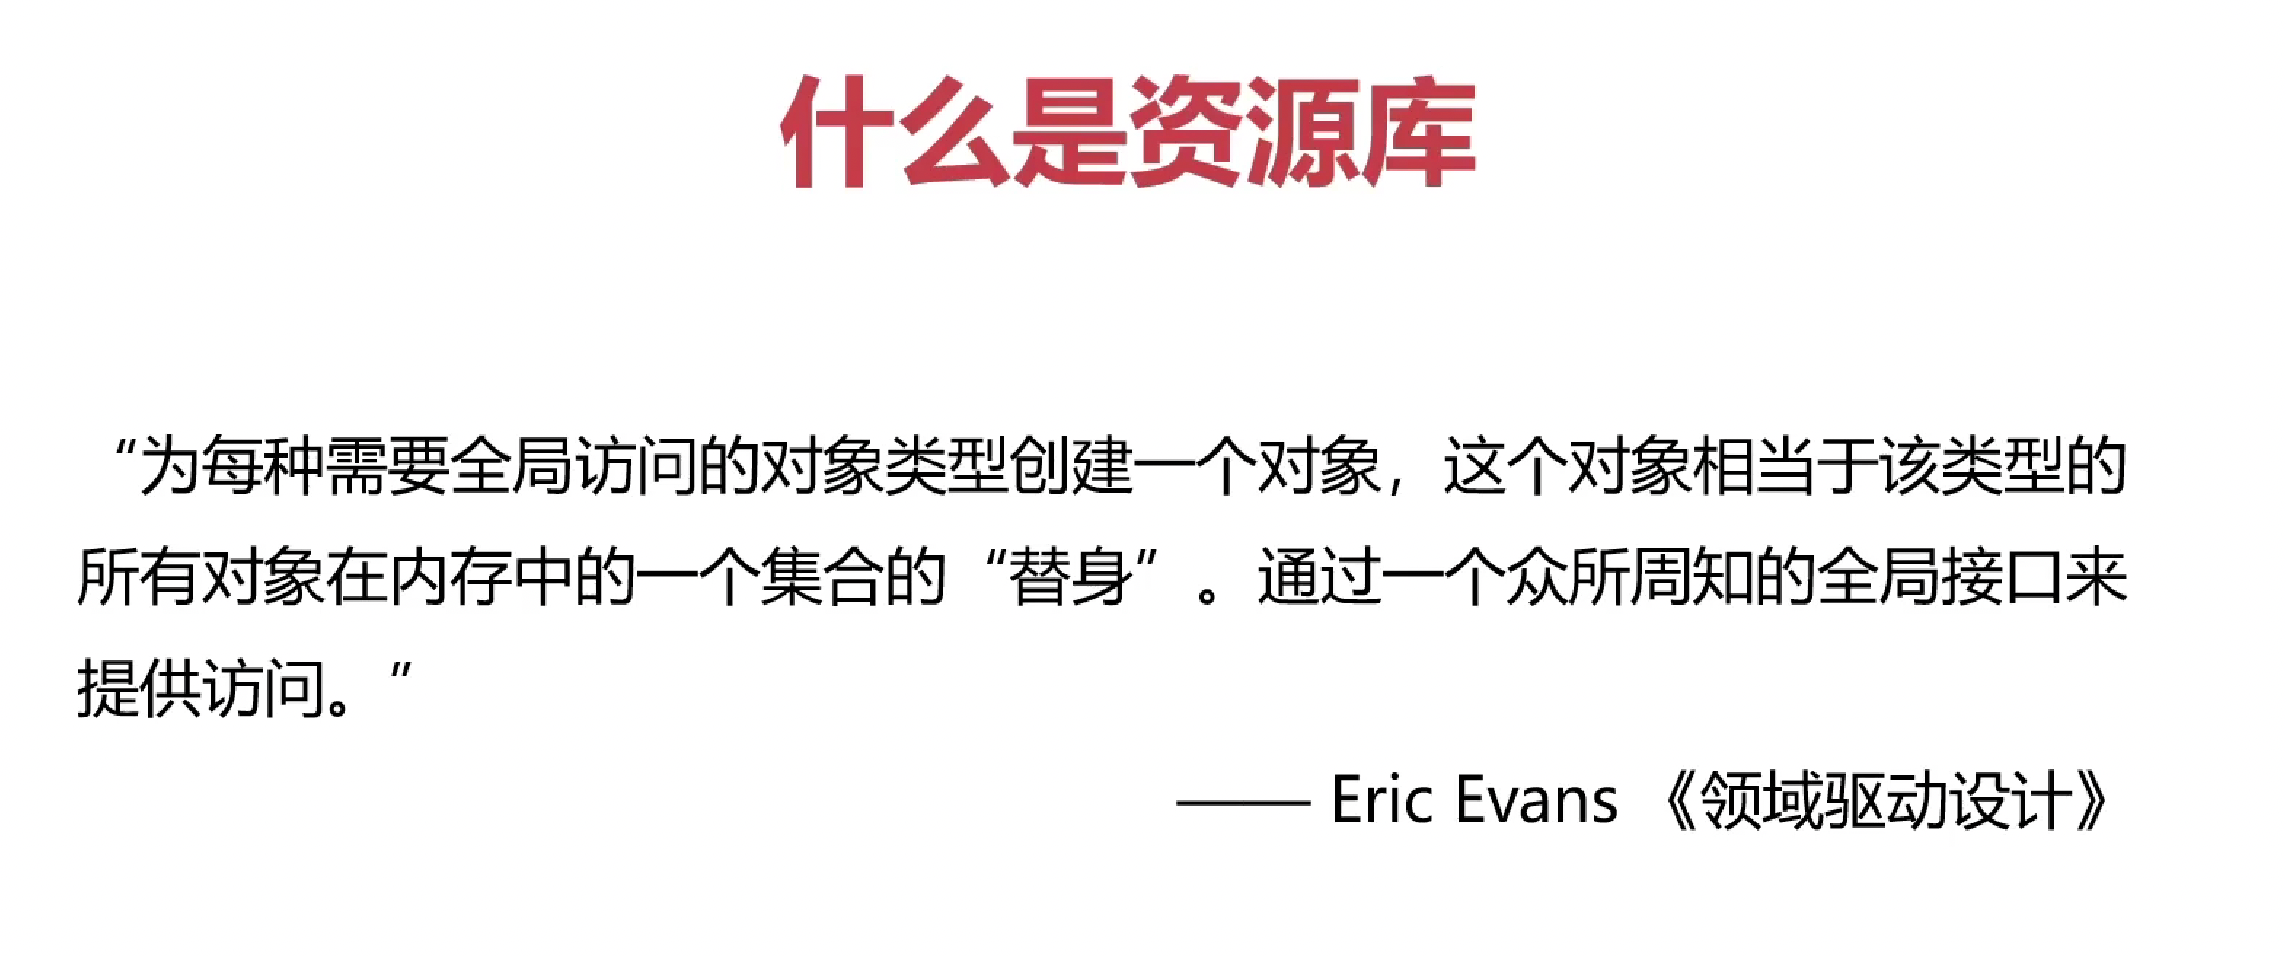 什么是资源库
“为每种需要全局访问的对象类型创建一个对象，这个对象相当于该类型的
所有对象在内存中的一个集合的“替身”。通过一个众所周知的全局接口来
提供访问。”
—— Eric Evans 《领域驱动设计》